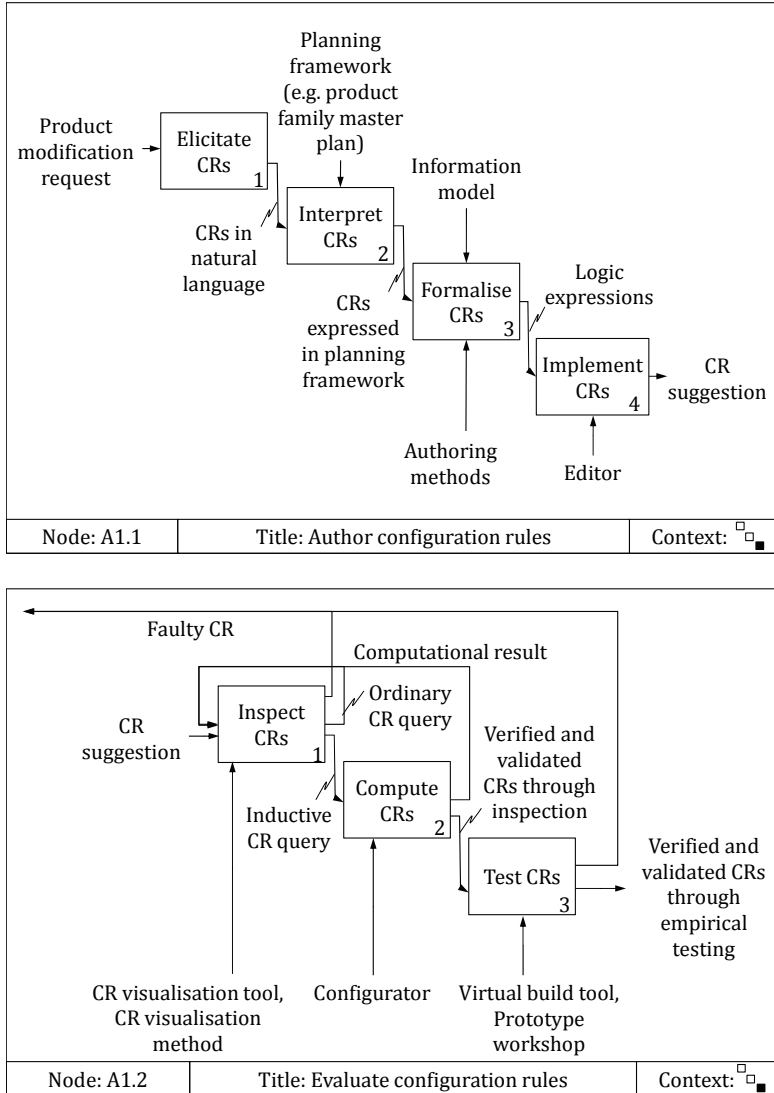 Planning
framework
(e.g. product
family master
plan)
Product
modification
request
Elicitate
CRs
1
Information
model
CRs in
natural
language
Interpret
CRs
2
CRs
expressed
in planning
framework
Formalise
CRs
3
Logic
expressions
Implement
CRs
4
CR
suggestion
Authoring
methods
Editor
Node: A1.1
Title: Author configuration rules
Context:
Faulty CR
Computational result
CR
suggestion
Inspect
CRs
1
Ordinary
CR query
Inductive
CR query
Compute
CRs
2
Verified and
validated
CRs through
inspection
Test CRs
3
Verified and
validated CRs
through
empirical
testing
CR visualisation tool,
CR visualisation
method
Configurator
Virtual build tool,
Prototype
workshop
Node: A1.2
Title: Evaluate configuration rules
Context: